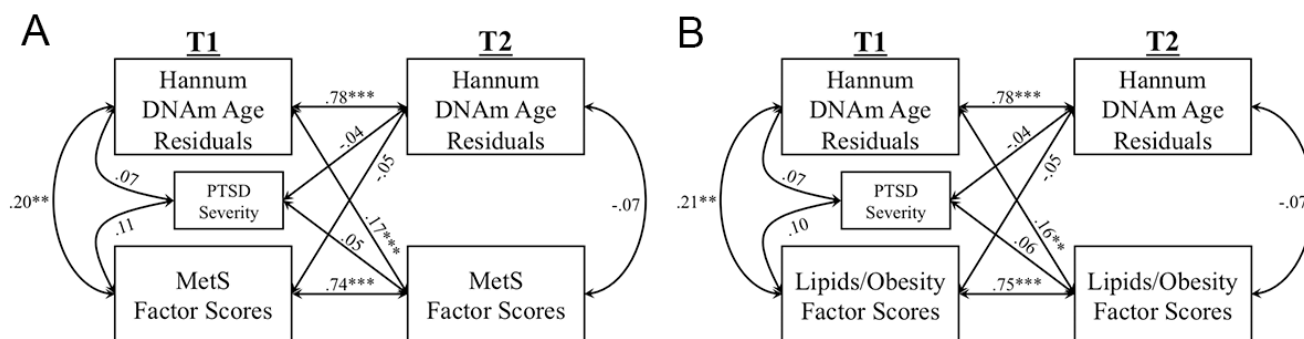 A
T1
T2
Hannum
DNAm Age
Residuals
Hannum
DNAm Age
Residuals
.78***
-.04
-.05
.07
PTSD
Severity
.20**
.11
.17***
.05
-.07
MetS
Factor Scores
.74***
MetS
Factor Scores
B
T1
T2
Hannum
DNAm Age
Residuals
Hannum
DNAm Age
Residuals
.78***
-.04
-.05
.07
PTSD
Severity
.21**
.10
.16**
.06
-.07
Lipids/Obesity
Factor Scores
.75***
Lipids/Obesity
Factor Scores